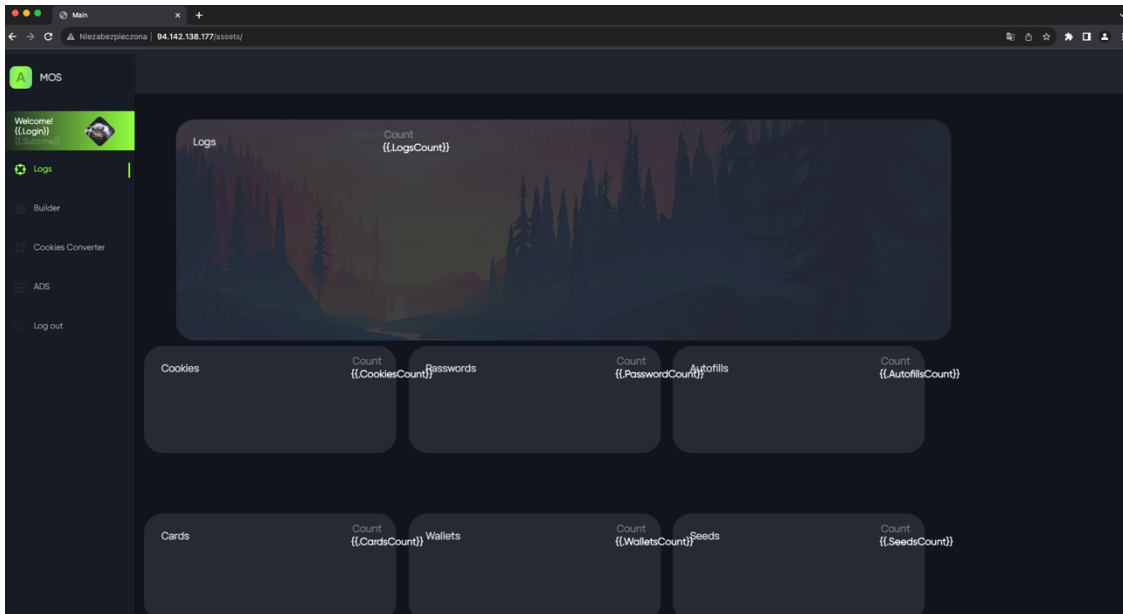 Main
Niezabezpieczona | 94.142.138.177/assets/
A MOS
Welcome!
{{.Login}}
{{.Subtime}}
Logs
Builder
Cookies Converter
ADS
Log out
Logs
Count
{{.LogsCount}}
Cookies
Count
{{.CookiesCount}}
Passwords
Count
{{.PasswordCount}}
Autofills
Count
{{.AutofillsCount}}
Cards
Count
{{.CardsCount}}
Wallets
Count
{{.WalletsCount}}
Seeds
Count
{{.SeedsCount}}